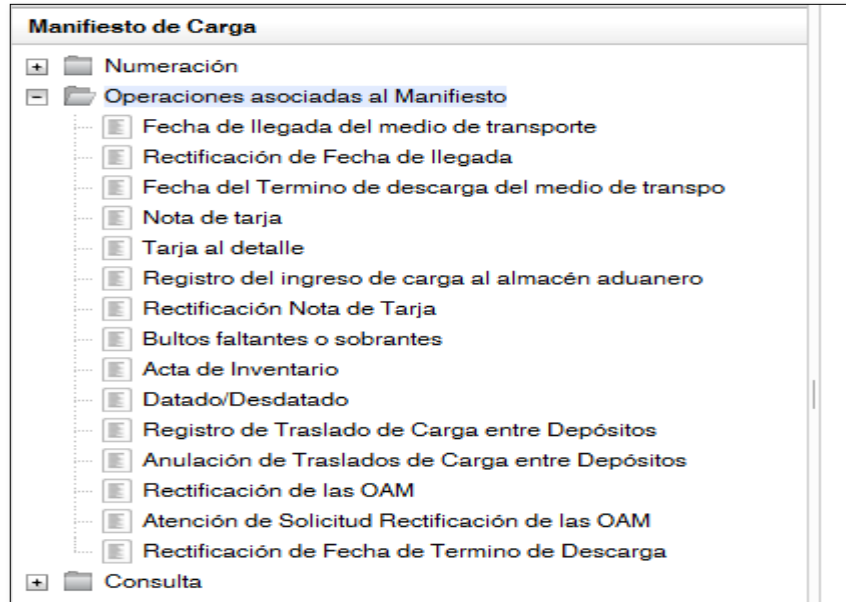 Manifiesto de Carga
Numeración
Operaciones asociadas al Manifiesto
Fecha de llegada del medio de transporte
Rectificación de Fecha de llegada
Fecha del Termino de descarga del medio de transpo
Nota de tarja
Tarja al detalle
Registro del ingreso de carga al almacén aduanero
Rectificación Nota de Tarja
Bultos faltantes o sobrantes
Acta de Inventario
Datado/Desdatado
Registro de Traslado de Carga entre Depósitos
Anulación de Traslados de Carga entre Depósitos
Rectificación de las OAM
Atención de Solicitud Rectificación de las OAM
Rectificación de Fecha de Termino de Descarga
Consulta